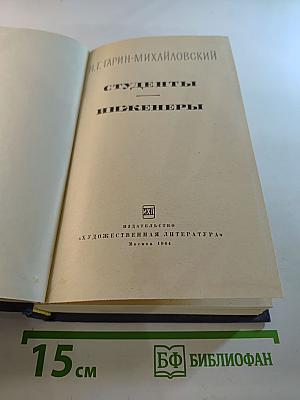 Н.Г. ГАРИН-МИХАЙЛОВСКИЙ
СТУДЕНТЫ
ИНЖЕНЕРЫ
ИЗДАТЕЛЬСТВО
«ХУДОЖЕСТВЕННАЯ ЛИТЕРАТУРА»
Москва 1964
15 см
БФ БИБЛИОФАН